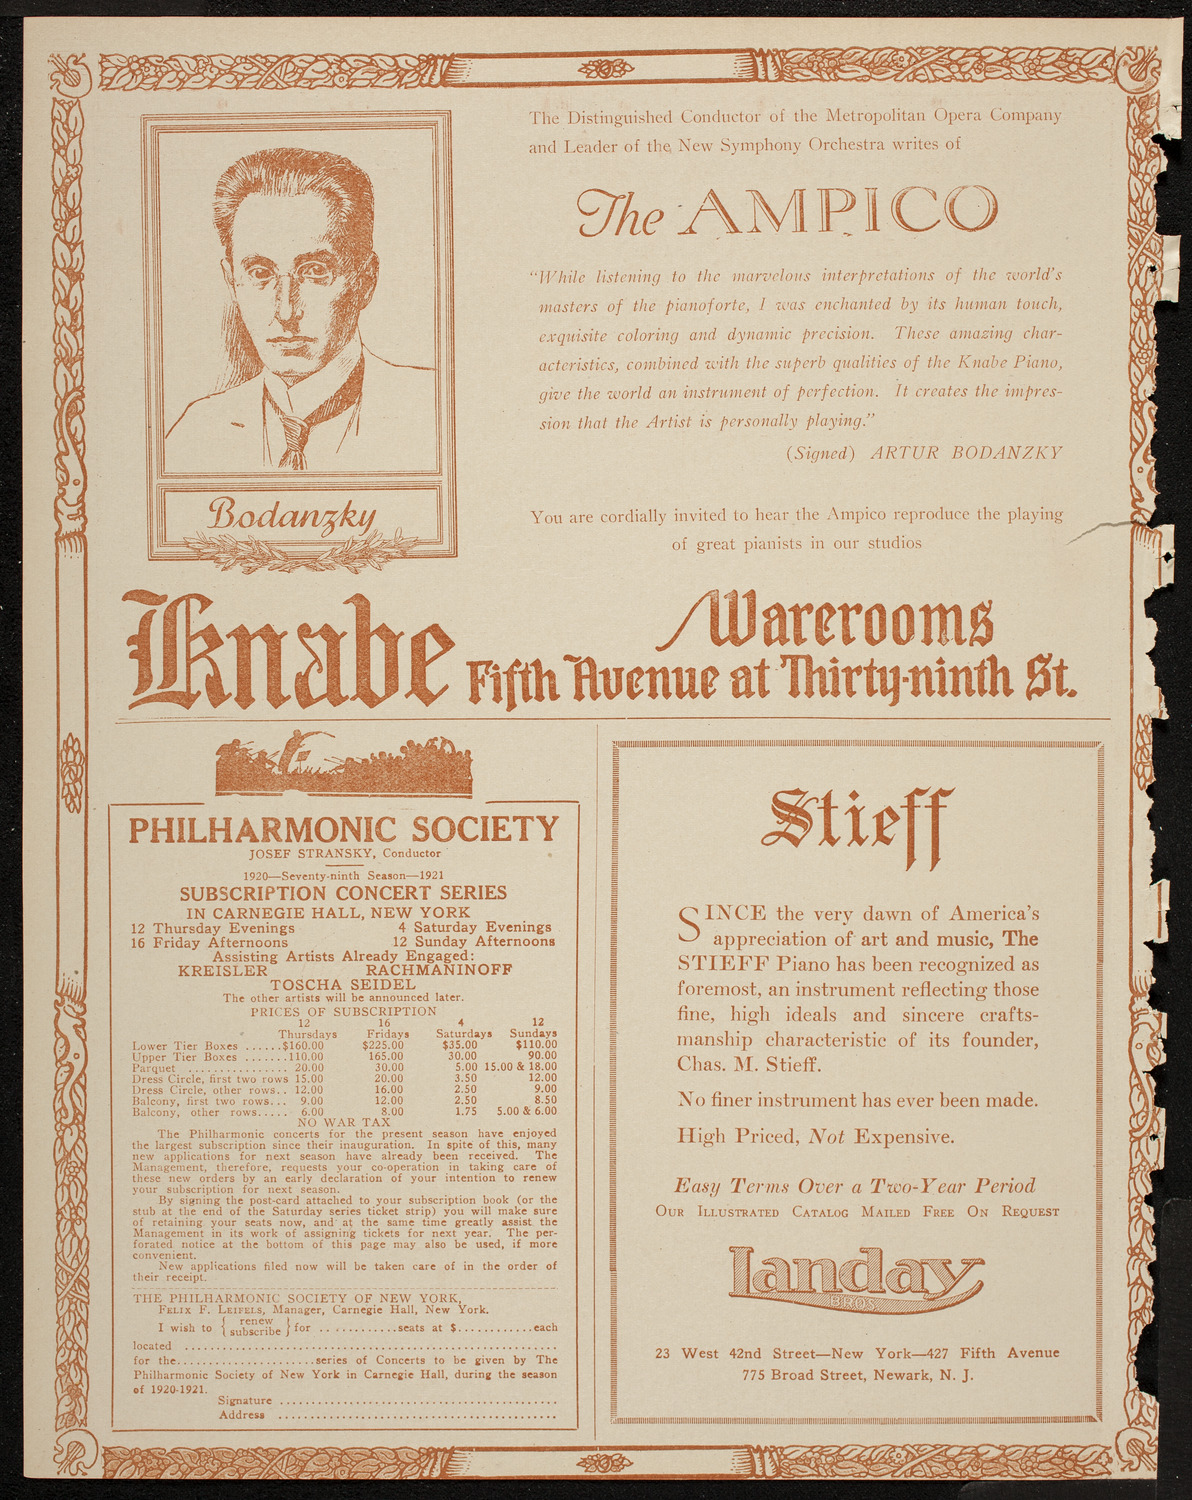 The Distinguished Conductor of the Metropolitan Opera Company
and Leader of the New Symphony Orchestra writes of
The AMPICO
"While listening to the marvelous interpretations of the world's
masters of the pianoforte, I was enchanted by its human touch,
exquisite coloring and dynamic precision. These amazing char-
acteristics, combined with the superb qualities of the Knabe Piano,
give the world an instrument of perfection. It creates the impres-
sion that the Artist is personally playing."
(Signed) ARTUR BODANZKY
Bodanzky
You are cordially invited to hear the Ampico reproduce the playing
of great pianists in our studios
Knabe Warerooms
Fifth Avenue at Thirty-ninth St.
PHILHARMONIC SOCIETY
JOSEF STRANSKY, Conductor
1920—Seventy-ninth Season—1921
SUBSCRIPTION CONCERT SERIES
IN CARNEGIE HALL, NEW YORK
12 Thursday Evenings 4 Saturday Evenings
16 Friday Afternoons 12 Sunday Afternoons
Assisting Artists Already Engaged:
KREISLER RACHMANINOFF
TOSCHA SEIDEL
The other artists will be announced later.
PRICES OF SUBSCRIPTION
12 16 4 12
Thursdays Fridays Saturdays Sundays
Lower Tier Boxes ......$160.00 $225.00 $35.00 $110.00
Upper Tier Boxes .......110.00 165.00 30.00 90.00
Parquet ................ 20.00 30.00 5.00 15.00 & 18.00
Dress Circle, first two rows 15.00 20.00 3.50 12.00
Dress Circle, other rows.. 12.00 16.00 2.50 9.00
Balcony, first two rows... 9.00 12.00 2.50 8.50
Balcony, other rows..... 6.00 8.00 1.75 5.00 & 6.00
NO WAR TAX
The Philharmonic concerts for the present season have enjoyed
the largest subscription since their inauguration. In spite of this, many
new applications for next season have already been received. The
Management, therefore, requests your co-operation in taking care of
these new orders by an early declaration of your intention to renew
your subscription for next season.
By signing the post-card attached to your subscription book (or the
stub at the end of the Saturday series ticket strip) you will make sure
of retaining your seats now, and at the same time greatly assist the
Management in its work of assigning tickets for next year. The per-
forated notice at the bottom of this page may also be used, if more
convenient.
New applications filed now will be taken care of in the order of
their receipt.
THE PHILHARMONIC SOCIETY OF NEW YORK,
FELIX F. LEIFELS, Manager, Carnegie Hall, New York.
I wish to { renew subscribe } for ............seats at $............each
located ........................................................
for the......................series of Concerts to be given by The
Philharmonic Society of New York in Carnegie Hall, during the season
of 1920-1921.
Signature ..........................................
Address ..........................................
Stieff
SINCE the very dawn of America's
appreciation of art and music, The
STIEFF Piano has been recognized as
foremost, an instrument reflecting those
fine, high ideals and sincere crafts-
manship characteristic of its founder,
Chas. M. Stieff.
No finer instrument has ever been made.
High Priced, Not Expensive.
Easy Terms Over a Two-Year Period
OUR ILLUSTRATED CATALOG MAILED FREE ON REQUEST
Landay
BROS
23 West 42nd Street—New York—427 Fifth Avenue
775 Broad Street, Newark, N. J.